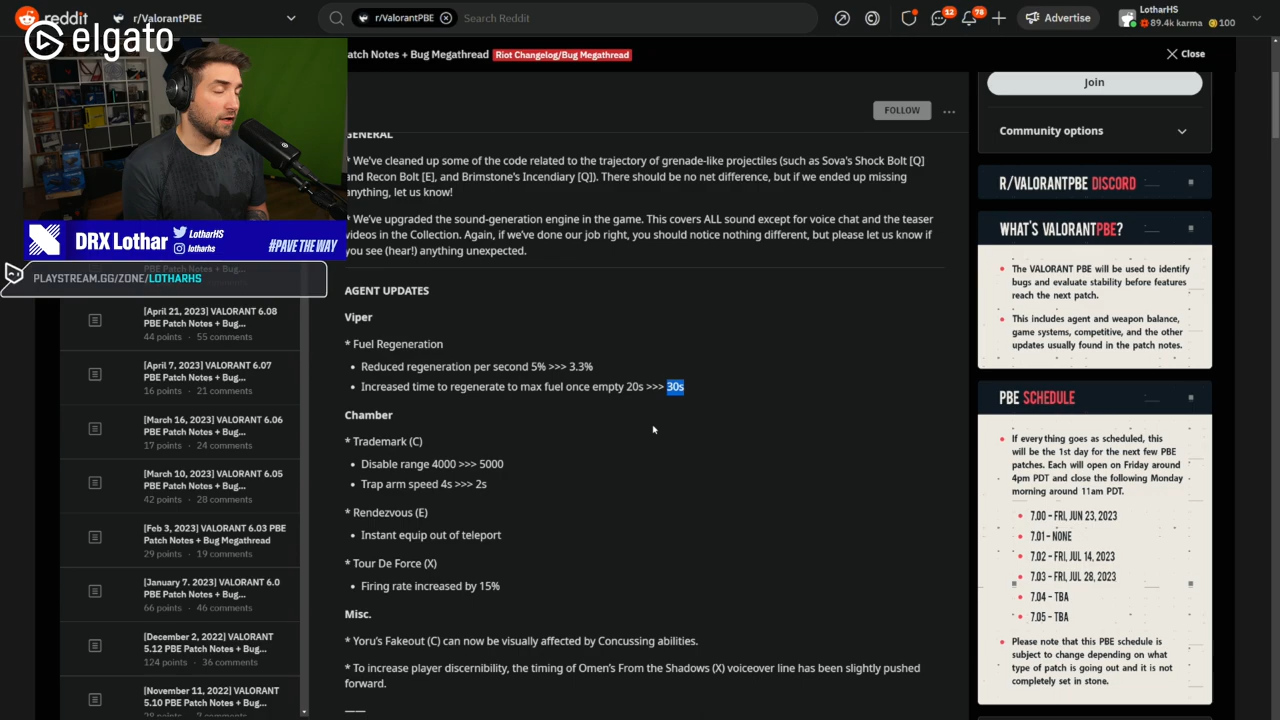 reddit
r/ValorantPBE
r/ValorantPBE
Search Reddit
12
78
Advertise
LotharHS
89.4k karma
100
elgato
DRX Lothar
LotharHS
lotharhs
#PAVE THE WAY
PLAYSTREAM.GG/ZONE/LOTHARHS
PBE Patch Notes + Bug...
[April 21, 2023] VALORANT 6.08
PBE Patch Notes + Bug...
44 points · 55 comments
[April 7, 2023] VALORANT 6.07
PBE Patch Notes + Bug...
16 points · 21 comments
[March 16, 2023] VALORANT 6.06
PBE Patch Notes + Bug...
17 points · 24 comments
[March 10, 2023] VALORANT 6.05
PBE Patch Notes + Bug...
42 points · 28 comments
[Feb 3, 2023] VALORANT 6.03 PBE
Patch Notes + Bug Megathread
29 points · 19 comments
[January 7. 2023] VALORANT 6.0
PBE Patch Notes + Bug...
66 points · 46 comments
[December 2, 2022] VALORANT
5.12 PBE Patch Notes + Bug...
124 points · 36 comments
[November 11, 2022] VALORANT
5.10 PBE Patch Notes + Bug...
atch Notes + Bug Megathread
Riot Changelog/Bug Megathread
Close
FOLLOW
GENERAL
* We've cleaned up some of the code related to the trajectory of grenade-like projectiles (such as Sova's Shock Bolt [Q]
and Recon Bolt [E], and Brimstone's Incendiary [Q]). There should be no net difference, but if we ended up missing
anything, let us know!
* We've upgraded the sound-generation engine in the game. This covers ALL sound except for voice chat and the teaser
videos in the Collection. Again, if we've done our job right, you should notice nothing different, but please let us know if
you see (hear!) anything unexpected.
AGENT UPDATES
Viper
* Fuel Regeneration
• Reduced regeneration per second 5% >>> 3.3%
• Increased time to regenerate to max fuel once empty 20s >>> 30s
Chamber
* Trademark (C)
• Disable range 4000 >>> 5000
• Trap arm speed 4s >>> 2s
* Rendezvous (E)
• Instant equip out of teleport
* Tour De Force (X)
• Firing rate increased by 15%
Misc.
* Yoru's Fakeout (C) can now be visually affected by Concussing abilities.
* To increase player discernibility, the timing of Omen's From the Shadows (X) voiceover line has been slightly pushed
forward.
Join
Community options
R/VALORANTPBE DISCORD
WHAT'S VALORANTPBE?
• The VALORANT PBE will be used to identify
bugs and evaluate stability before features
reach the next patch.
• This includes agent and weapon balance,
game systems, competitive, and the other
updates usually found in the patch notes.
PBE SCHEDULE
• If everything goes as scheduled, this
will be the 1st day for the next few PBE
patches. Each will open on Friday around
4pm PDT and close the following Monday
morning around 11am PDT.
• 7.00 – FRI, JUN 23, 2023
• 7.01 – NONE
• 7.02 – FRI, JUL 14, 2023
• 7.03 – FRI, JUL 28, 2023
• 7.04 – TBA
• 7.05 – TBA
• Please note that this PBE schedule is
subject to change depending on what
type of patch is going out and it is not
completely set in stone.